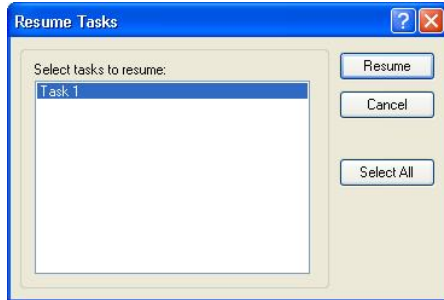 Resume Tasks
Select tasks to resume:
Task 1
Resume
Cancel
Select All